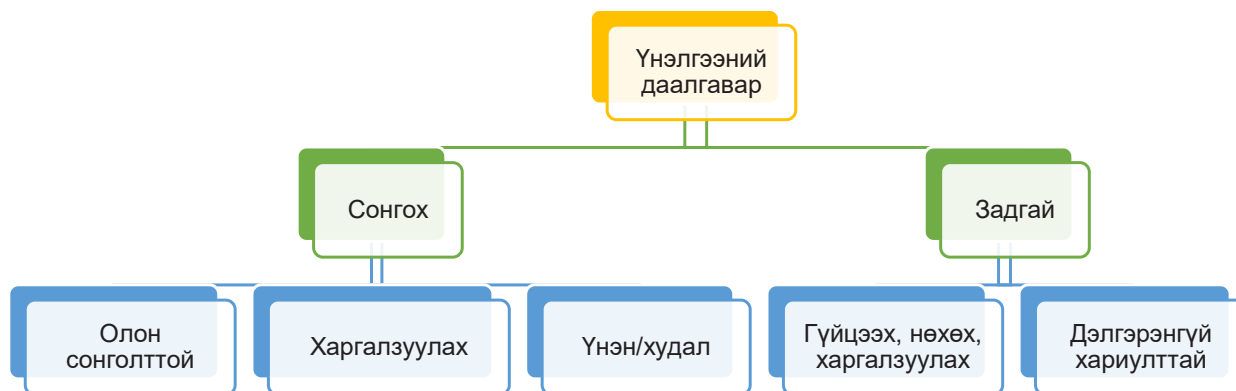 Үнэлгээний
даалгавар
Сонгох
Задгай
Олон
сонголттой
Харгалзуулах
Үнэн/худал
Гүйцээх, нөхөх,
харгалзуулах
Дэлгэрэнгүй
хариулттай